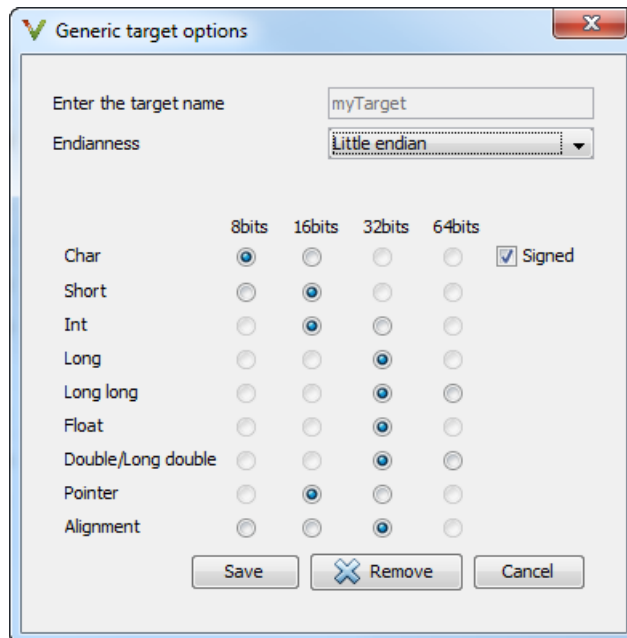 Generic target options
Enter the target name myTarget
Endianness Little endian
8bits 16bits 32bits 64bits
Char Signed
Short
Int
Long
Long long
Float
Double/Long double
Pointer
Alignment
Save Remove Cancel